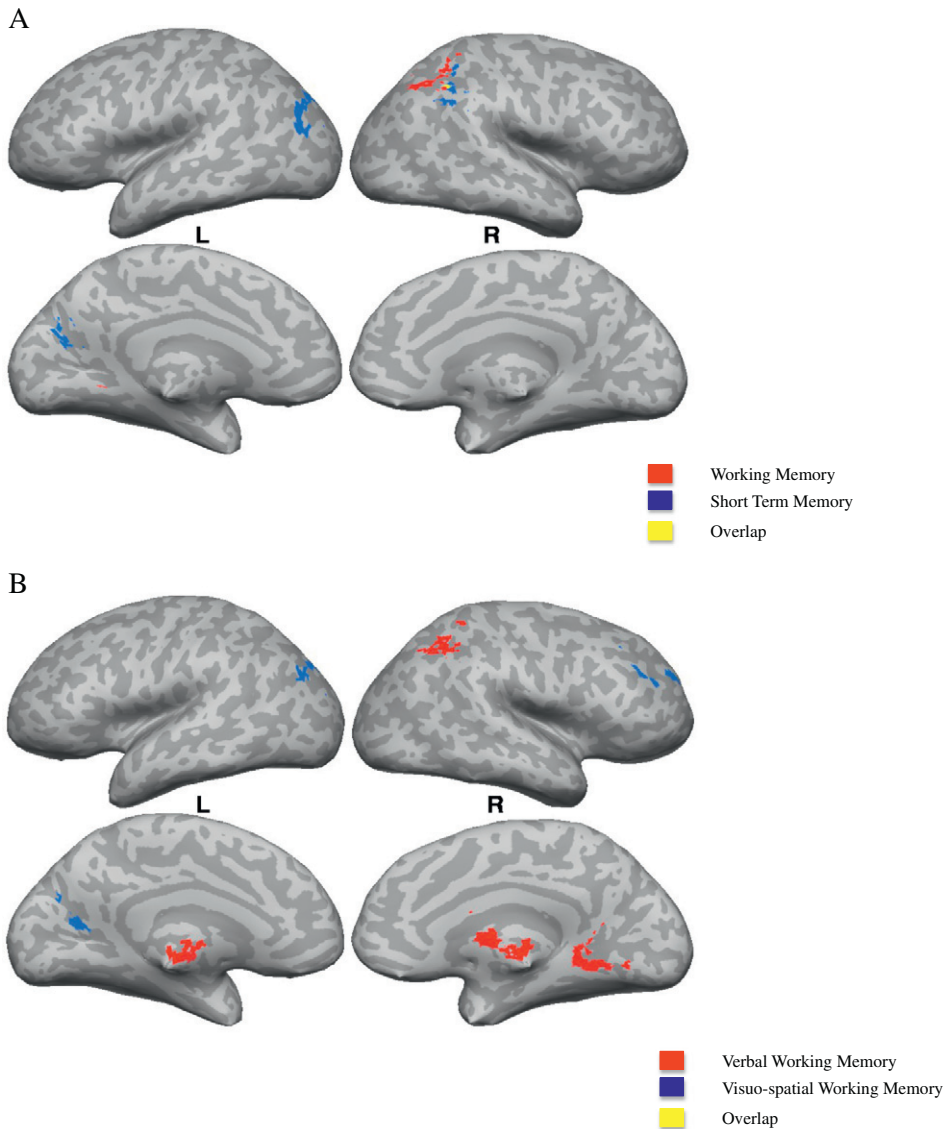 A
L R
Working Memory
Short Term Memory
Overlap
B
L R
Verbal Working Memory
Visuo-spatial Working Memory
Overlap